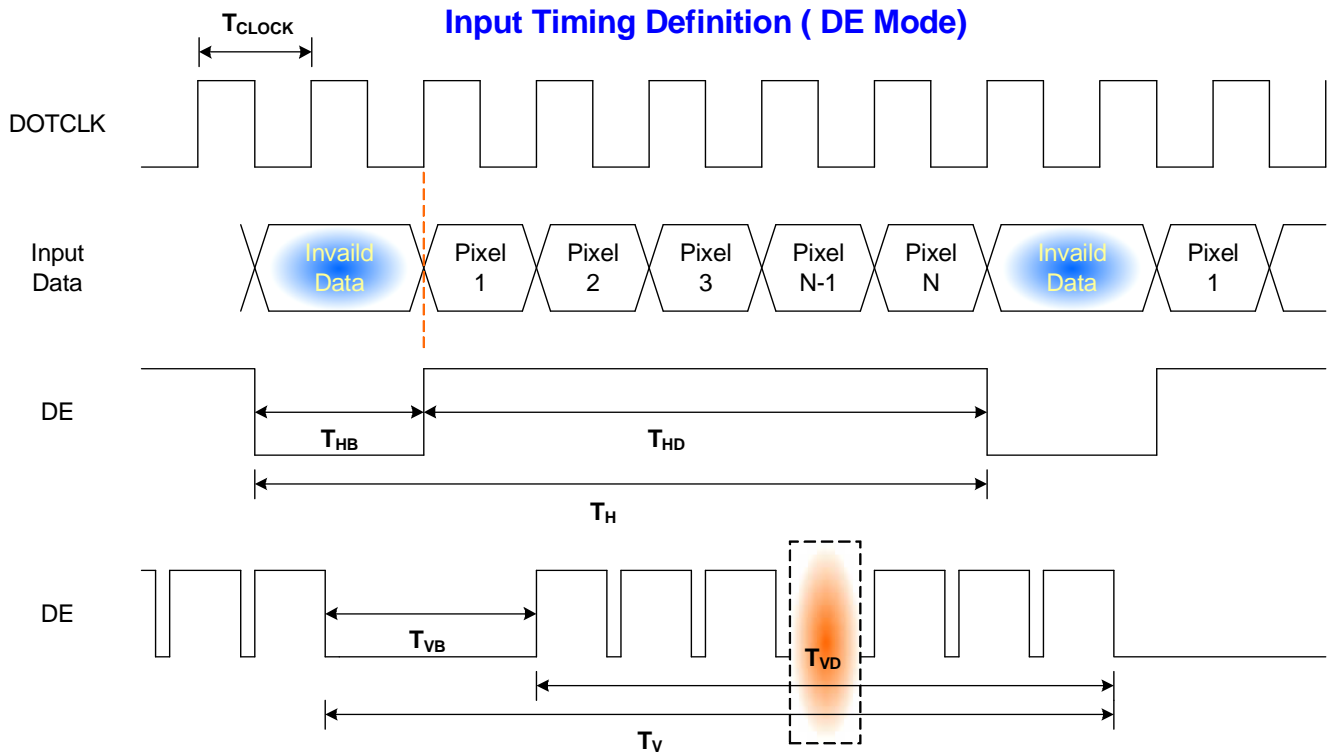 Input Timing Definition ( DE Mode)
TCLOCK
DOTCLK
Input
Data
Invaild
Data
Pixel
1
Pixel
2
Pixel
3
Pixel
N-1
Pixel
N
Invaild
Data
Pixel
1
DE
THB
THD
TH
DE
TVB
TVD
TV